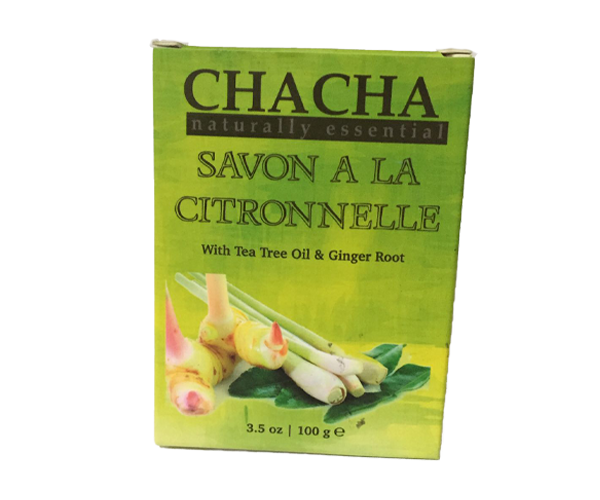 CHACHA
naturally essential
SAVON A LA
CITRONNELLE
With Tea Tree Oil & Ginger Root
3.5 oz | 100 g ℮